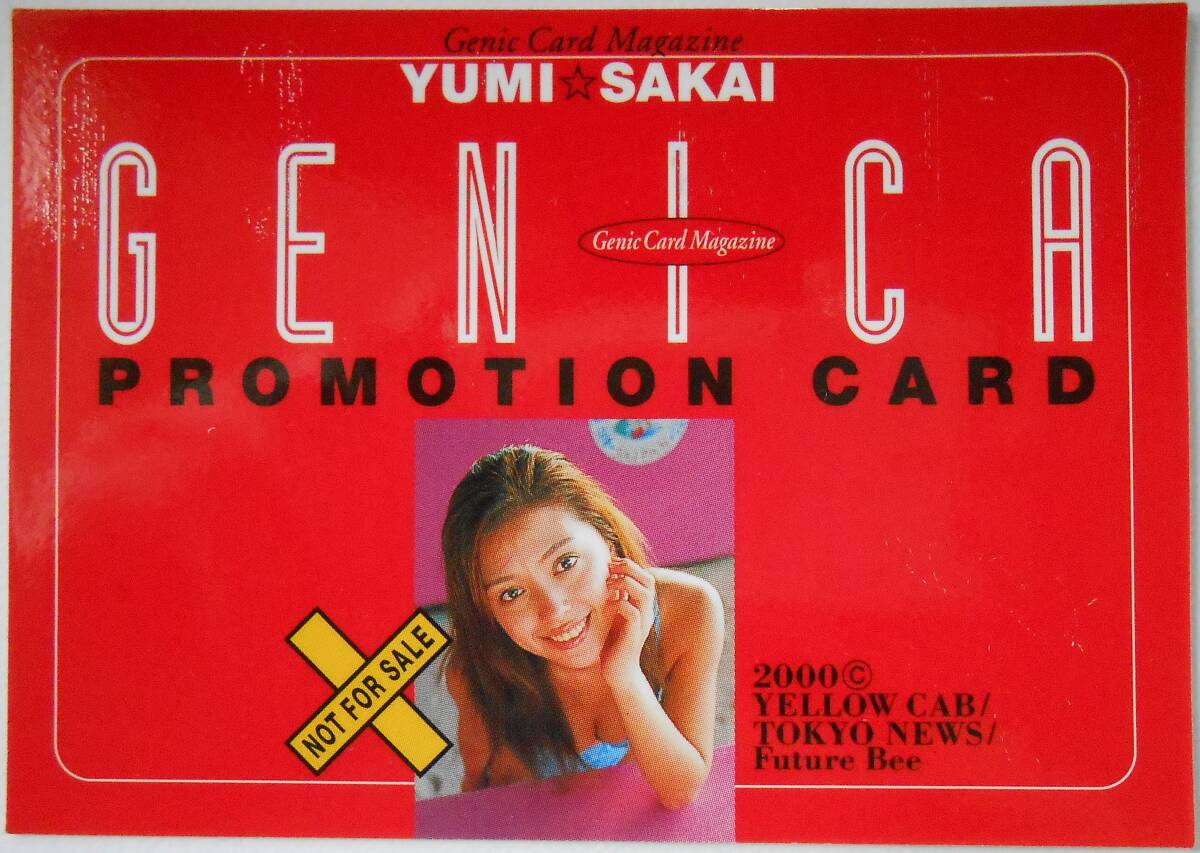 Genic Card Magazine
YUMI☆SAKAI
GENICA
Genic Card Magazine
PROMOTION CARD
NOT FOR SALE
2000©
YELLOW CAB/
TOKYO NEWS/
Future Bee